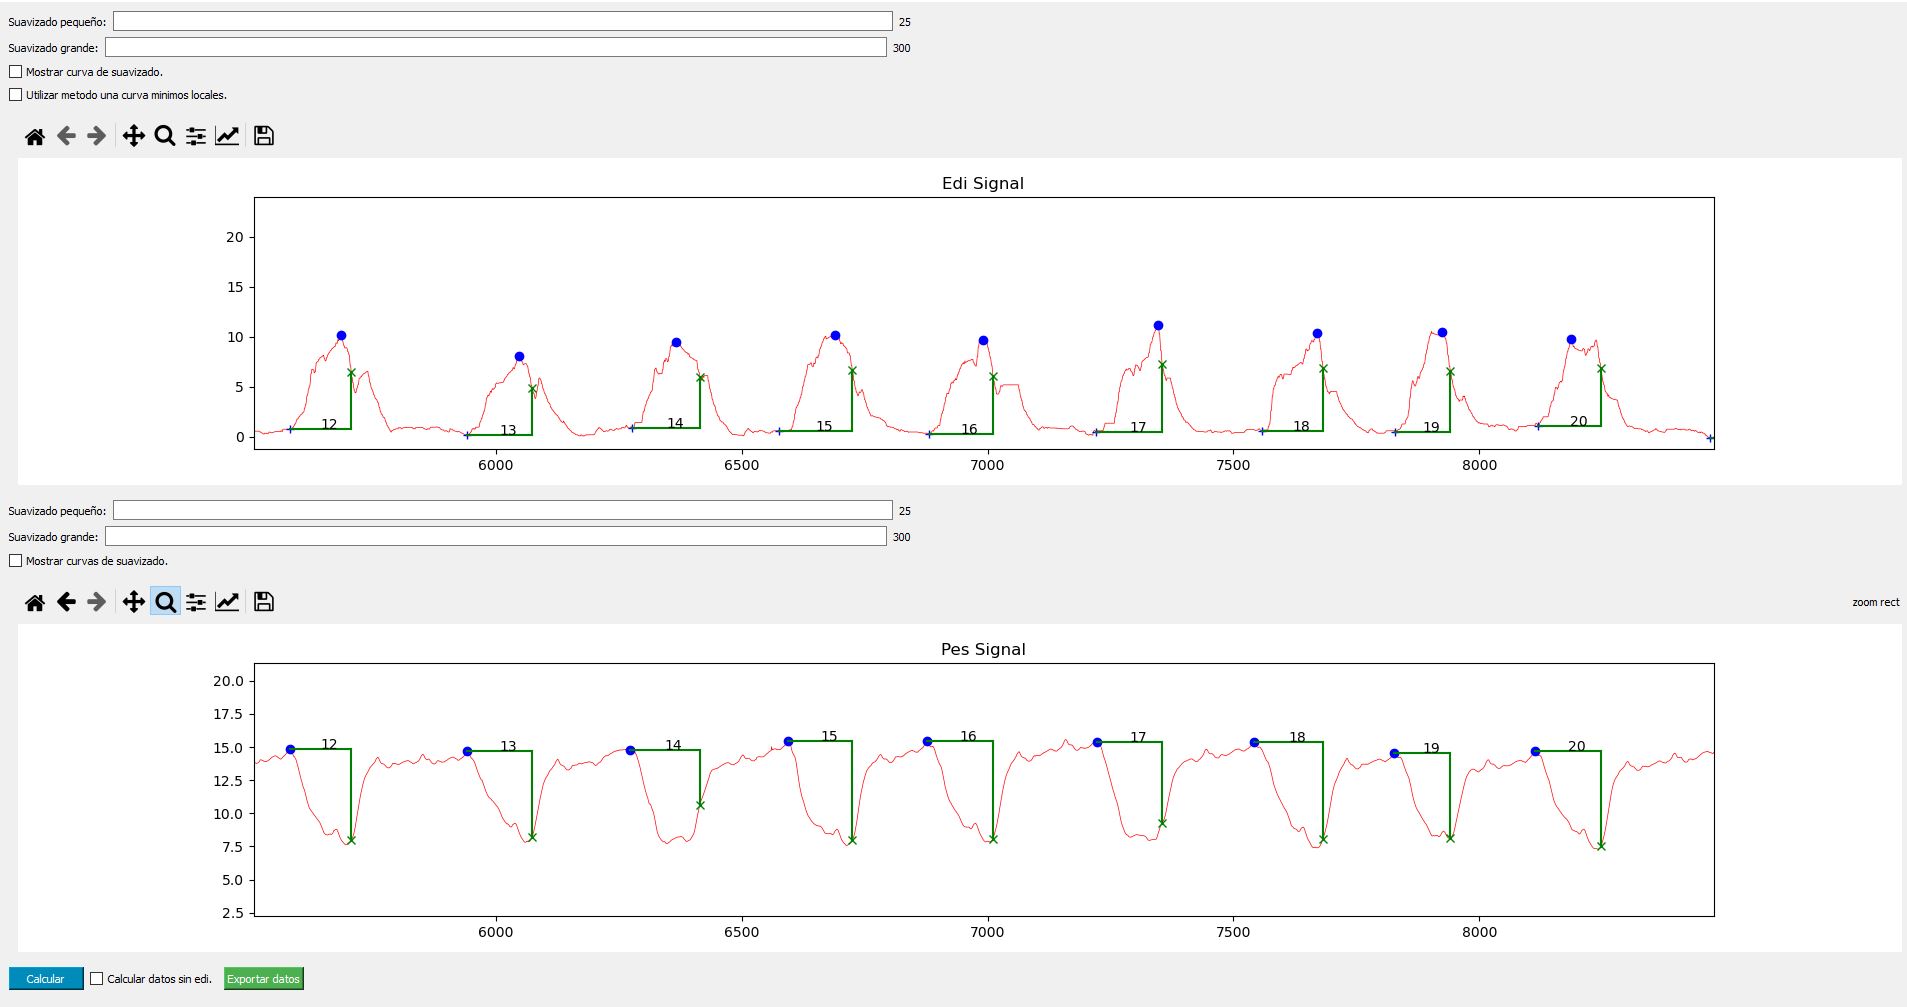 Suavizado pequeño: 25
Suavizado grande: 300
Mostrar curva de suavizado.
Utilizar metodo una curva minimos locales.
Edi Signal
20
15
10
5
0
12 13 14 15 16 17 18 19 20
6000 6500 7000 7500 8000
Suavizado pequeño: 25
Suavizado grande: 300
Mostrar curvas de suavizado.
zoom rect
Pes Signal
20.0
17.5
15.0
12.5
10.0
7.5
5.0
2.5
12 13 14 15 16 17 18 19 20
6000 6500 7000 7500 8000
Calcular Calcular datos sin edi. Exportar datos